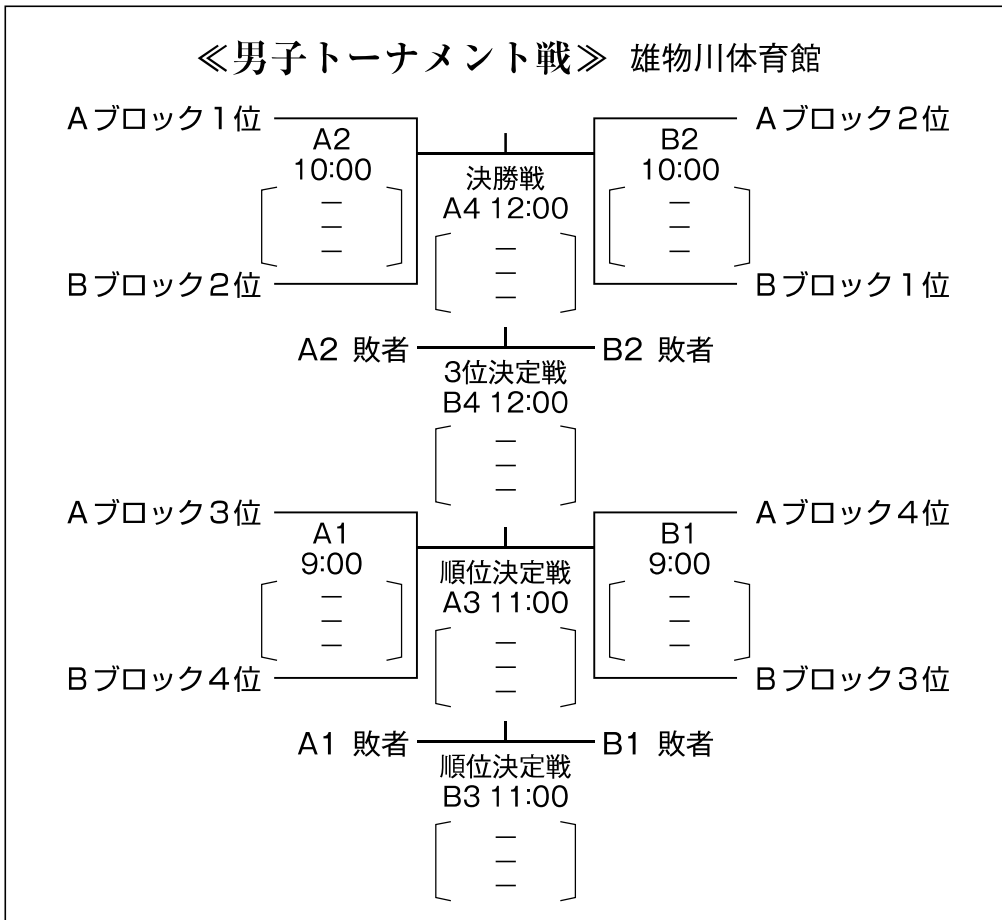 ≪男子トーナメント戦≫ 雄物川体育館
Aブロック1位
Aブロック2位
A2
10:00
B2
10:00
決勝戦
A4 12:00
Bブロック2位
Bブロック1位
A2 敗者
B2 敗者
3位決定戦
B4 12:00
Aブロック3位
Aブロック4位
A1
9:00
B1
9:00
順位決定戦
A3 11:00
Bブロック4位
Bブロック3位
A1 敗者
B1 敗者
順位決定戦
B3 11:00